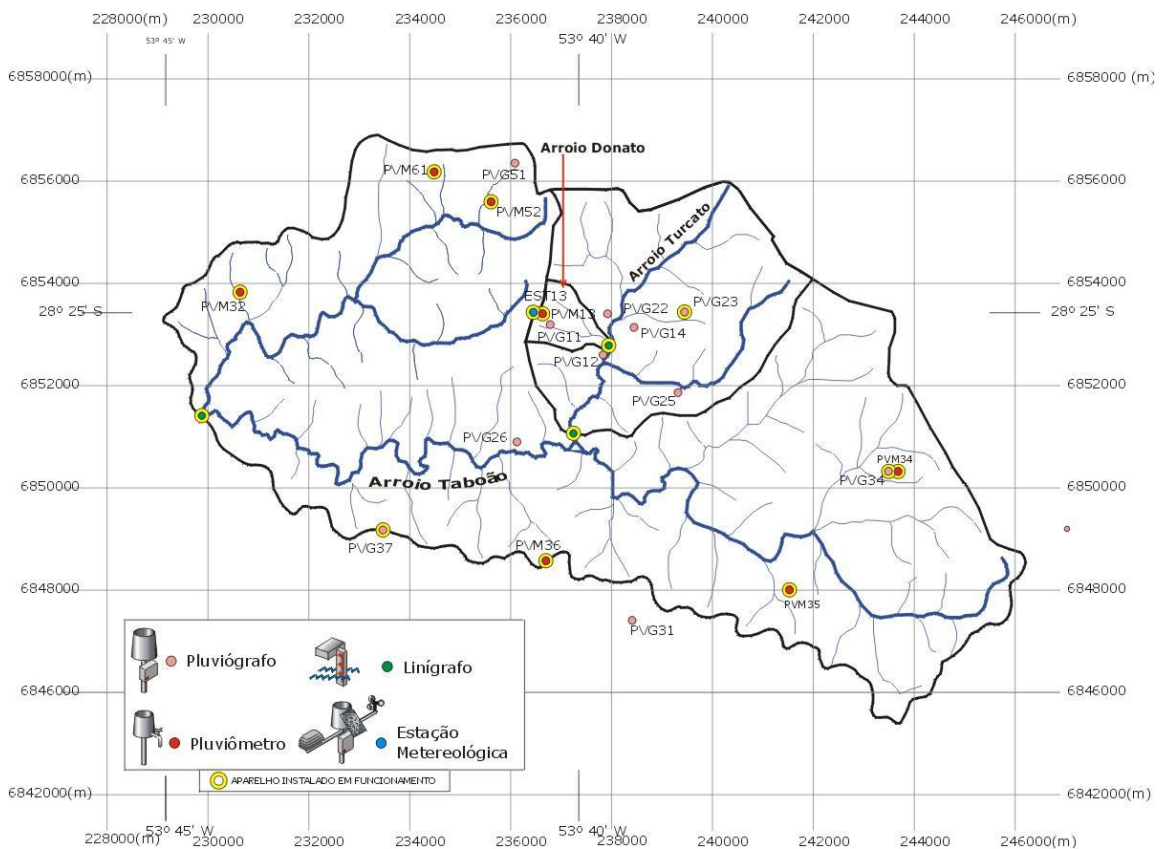 228000(m) 230000 232000 234000 236000 238000 240000 242000 244000 246000 (m)
53º 45' W
53º 40' W
6858000(m)
6858000 (m)
Arroio Donato
PVM61
PVG51
6856000
6856000
PVM52
Arroio Turcato
6854000
6854000
PVM32
EST13
PVM13
PVG22
PVG23
28º 25' S
28º 25' S
PVG11
PVG14
PVG12
6852000
6852000
PVG25
PVG26
PVM34
Arroio Taboão
PVG34
6850000
6850000
PVG37
PVM36
6848000
6848000
PVM35
PVG31
Pluviógrafo
Linígrafo
6846000
6846000
Pluviômetro
Estação
Metereológica
APARELHO INSTALADO EM FUNCIONAMENTO
6842000(m)
6842000(m)
53º 45' W
53º 40' W
228000(m) 230000 232000 234000 236000 238000 240000 242000 244000 246000(m)